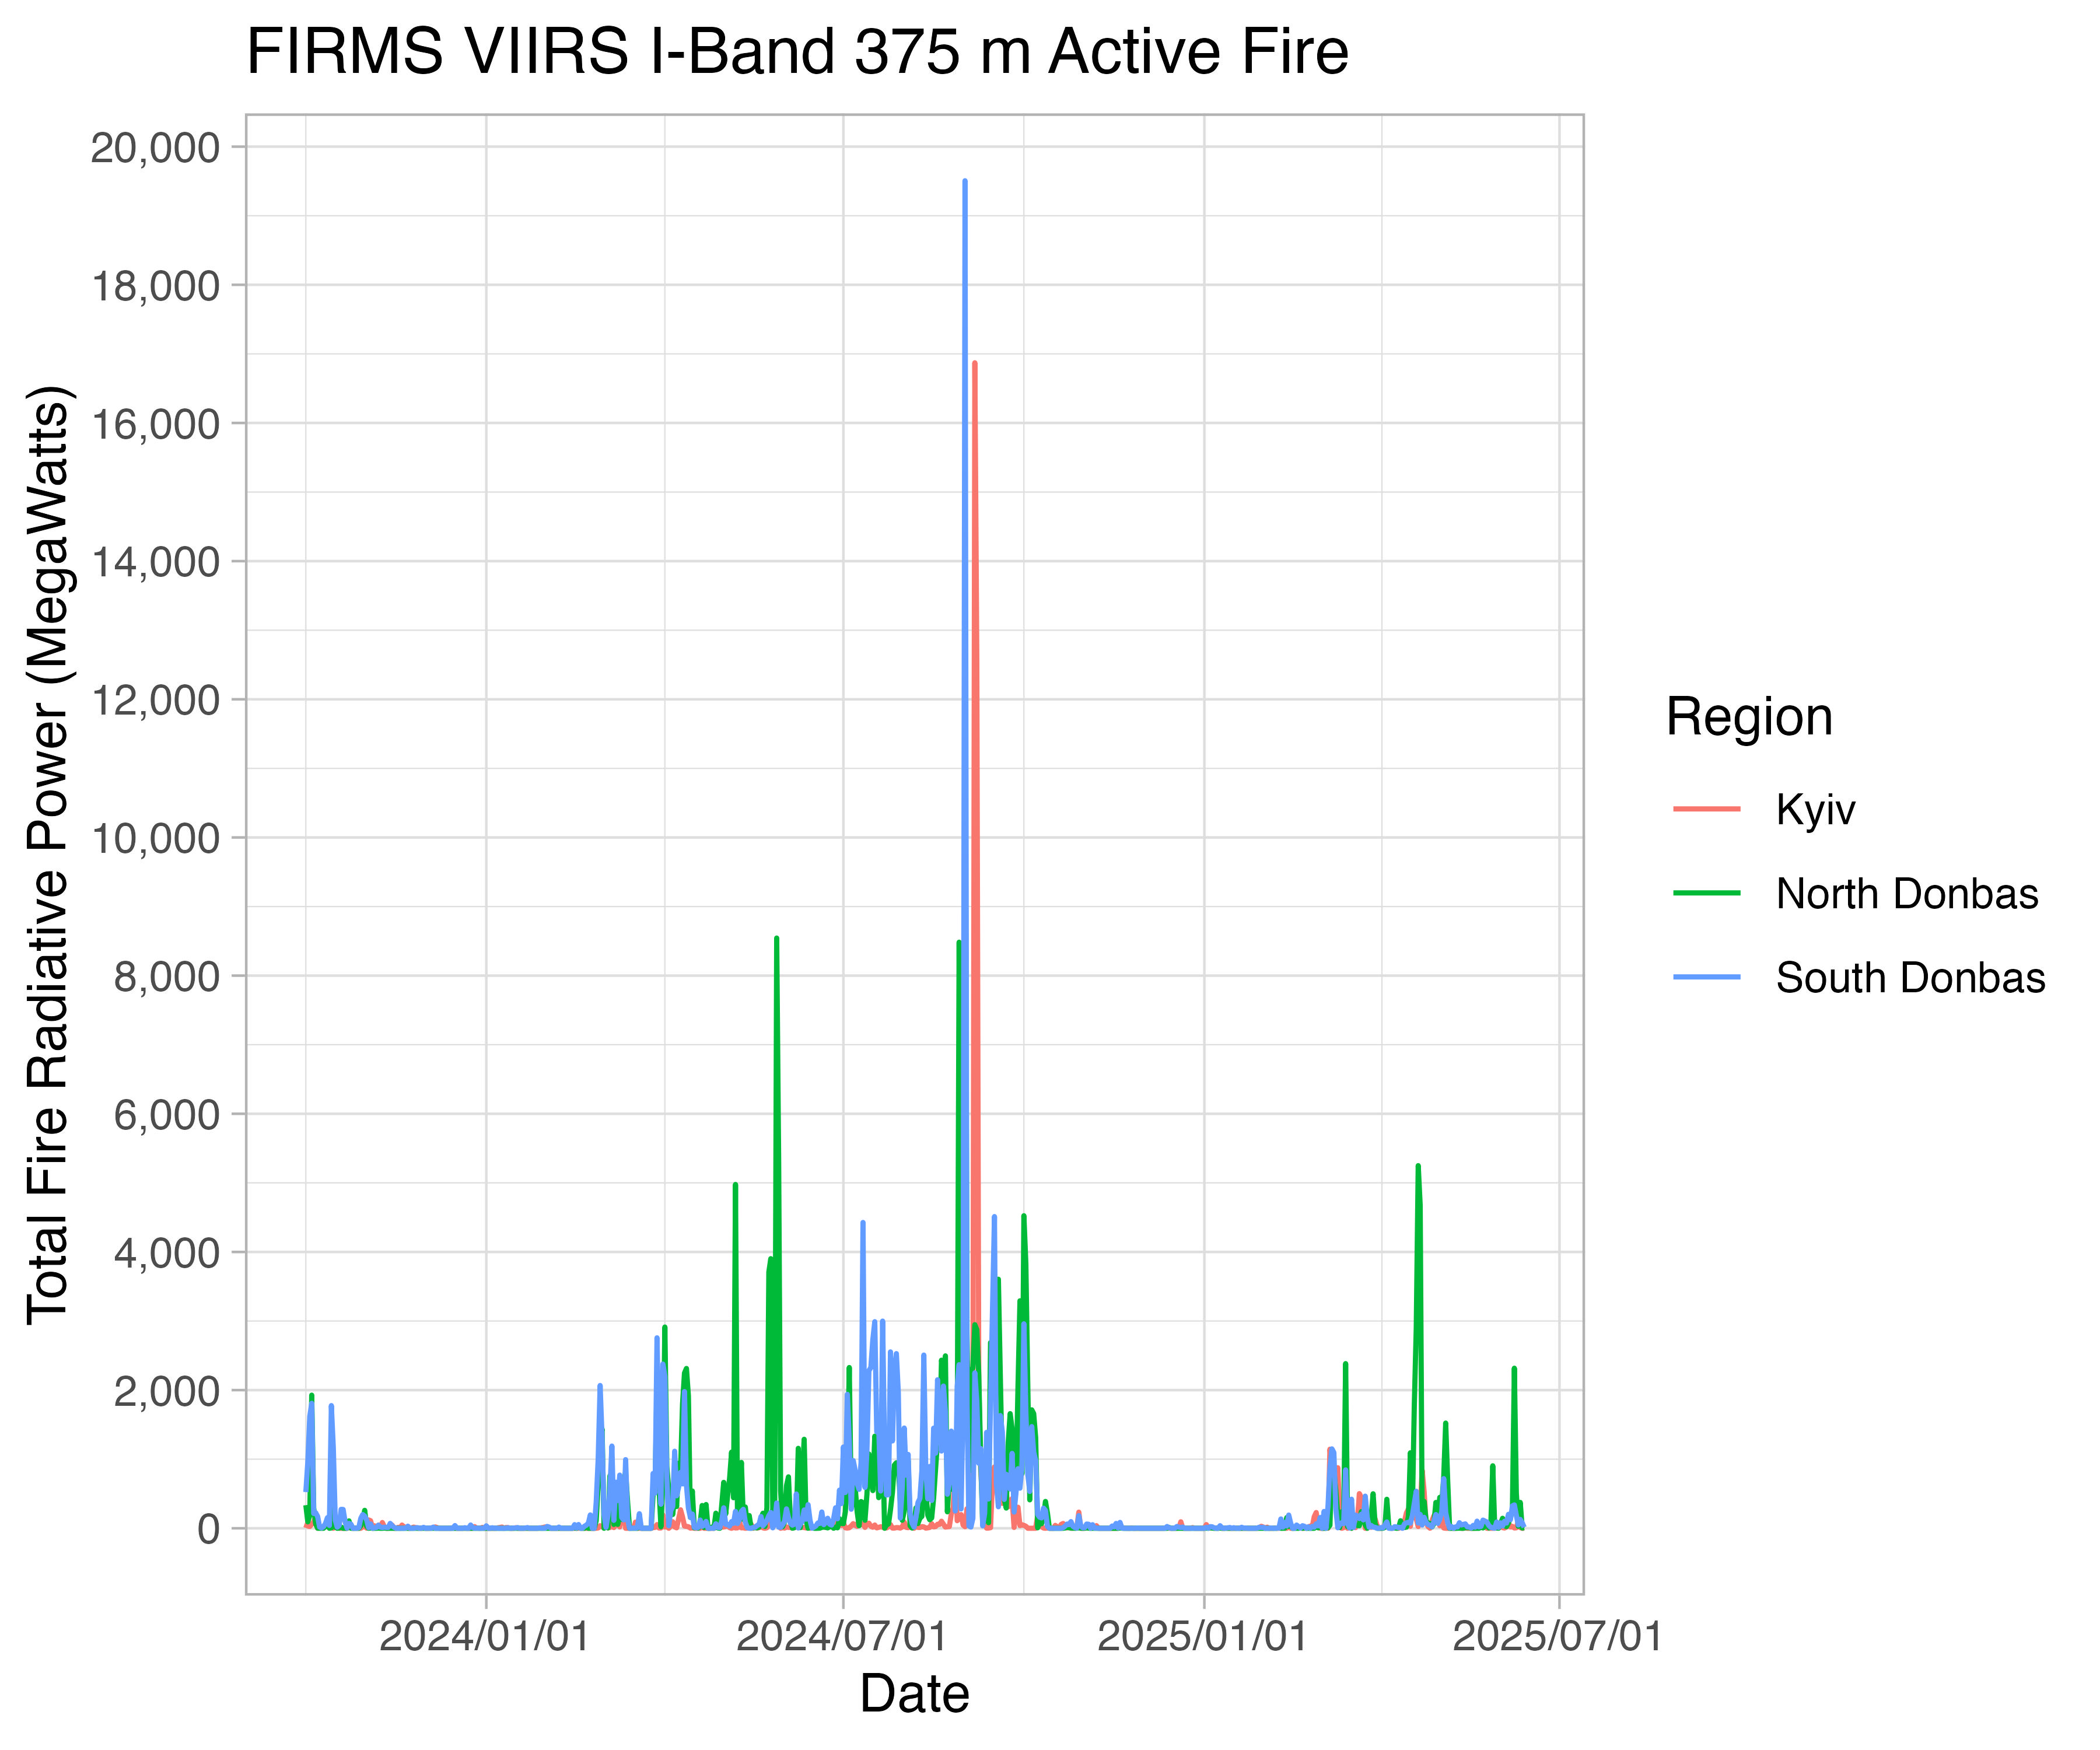 FIRMS VIIRS I-Band 375 m Active Fire
Total Fire Radiative Power (MegaWatts)
20,000
18,000
16,000
14,000
12,000
10,000
8,000
6,000
4,000
2,000
0
2024/01/01
2024/07/01
2025/01/01
2025/07/01
Date
Region
Kyiv
North Donbas
South Donbas